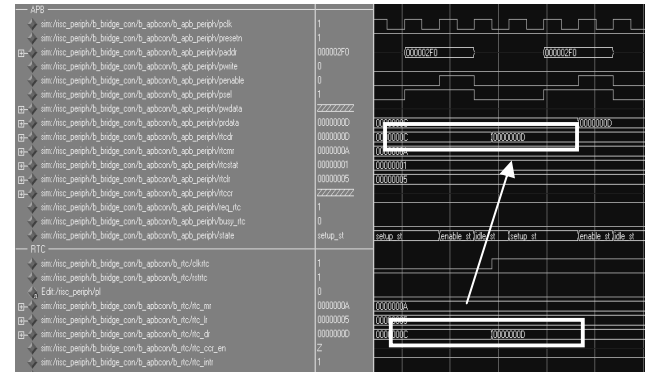 APB
sim:/risc_periph/b_bridge_con/b_apbcon/b_apb_periph/pclk 1
sim:/risc_periph/b_bridge_con/b_apbcon/b_apb_periph/presetn 1
sim:/risc_periph/b_bridge_con/b_apbcon/b_apb_periph/paddr 000002F0 000002F0 000002F0
sim:/risc_periph/b_bridge_con/b_apbcon/b_apb_periph/pwrite 0
sim:/risc_periph/b_bridge_con/b_apbcon/b_apb_periph/penable 0
sim:/risc_periph/b_bridge_con/b_apbcon/b_apb_periph/psel 1
sim:/risc_periph/b_bridge_con/b_apbcon/b_apb_periph/pwdata ZZZZZZZZ
sim:/risc_periph/b_bridge_con/b_apbcon/b_apb_periph/prdata 0000000D 0000000C 0000000D
sim:/risc_periph/b_bridge_con/b_apbcon/b_apb_periph/rtcdr 0000000D 0000000C 0000000D
sim:/risc_periph/b_bridge_con/b_apbcon/b_apb_periph/rtcmr 0000000A 0000000A
sim:/risc_periph/b_bridge_con/b_apbcon/b_apb_periph/rtcstat 00000001 00000001
sim:/risc_periph/b_bridge_con/b_apbcon/b_apb_periph/rtclr 00000005 00000005
sim:/risc_periph/b_bridge_con/b_apbcon/b_apb_periph/rtccr ZZZZZZZZ
sim:/risc_periph/b_bridge_con/b_apbcon/b_apb_periph/ireq_rtc 1
sim:/risc_periph/b_bridge_con/b_apbcon/b_apb_periph/busy_rtc 0
sim:/risc_periph/b_bridge_con/b_apbcon/b_apb_periph/state setup_st setup_st enable_st idle_st setup_st enable_st idle_st
RTC
sim:/risc_periph/b_bridge_con/b_apbcon/b_rtc/clkrtc 1
sim:/risc_periph/b_bridge_con/b_apbcon/b_rtc/rstrtc 1
Edit:/risc_periph/pl 0
sim:/risc_periph/b_bridge_con/b_apbcon/b_rtc/rtc_mr 0000000A 0000000A
sim:/risc_periph/b_bridge_con/b_apbcon/b_rtc/rtc_lr 00000005 00000005
sim:/risc_periph/b_bridge_con/b_apbcon/b_rtc/rtc_dr 0000000D 0000000C 0000000D
sim:/risc_periph/b_bridge_con/b_apbcon/b_rtc/rtc_ccr_en Z
sim:/risc_periph/b_bridge_con/b_apbcon/b_rtc/rtc_intr 1